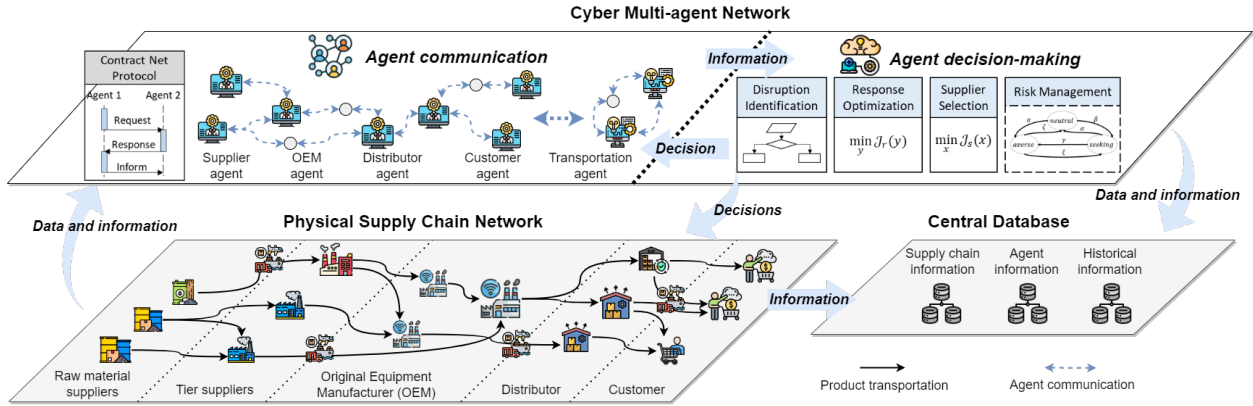 Cyber Multi-agent Network
Contract Net
Protocol
Agent 1
Agent 2
Request
Response
Inform
Agent communication
Supplier
agent
OEM
agent
Distributor
agent
Customer
agent
Transportation
agent
Information
Decision
Agent decision-making
Disruption
Identification
Response
Optimization
min J_r(y)
y
Supplier
Selection
min J_s(x)
x
Risk Management
α
neutral
β
ζ
σ
averse
γ
seeking
ξ
Data and information
Physical Supply Chain Network
Decisions
Data and information
Central Database
Raw material
suppliers
Tier suppliers
Original Equipment
Manufacturer (OEM)
Distributor
Customer
Information
Supply chain
information
Agent
information
Historical
information
Product transportation
Agent communication